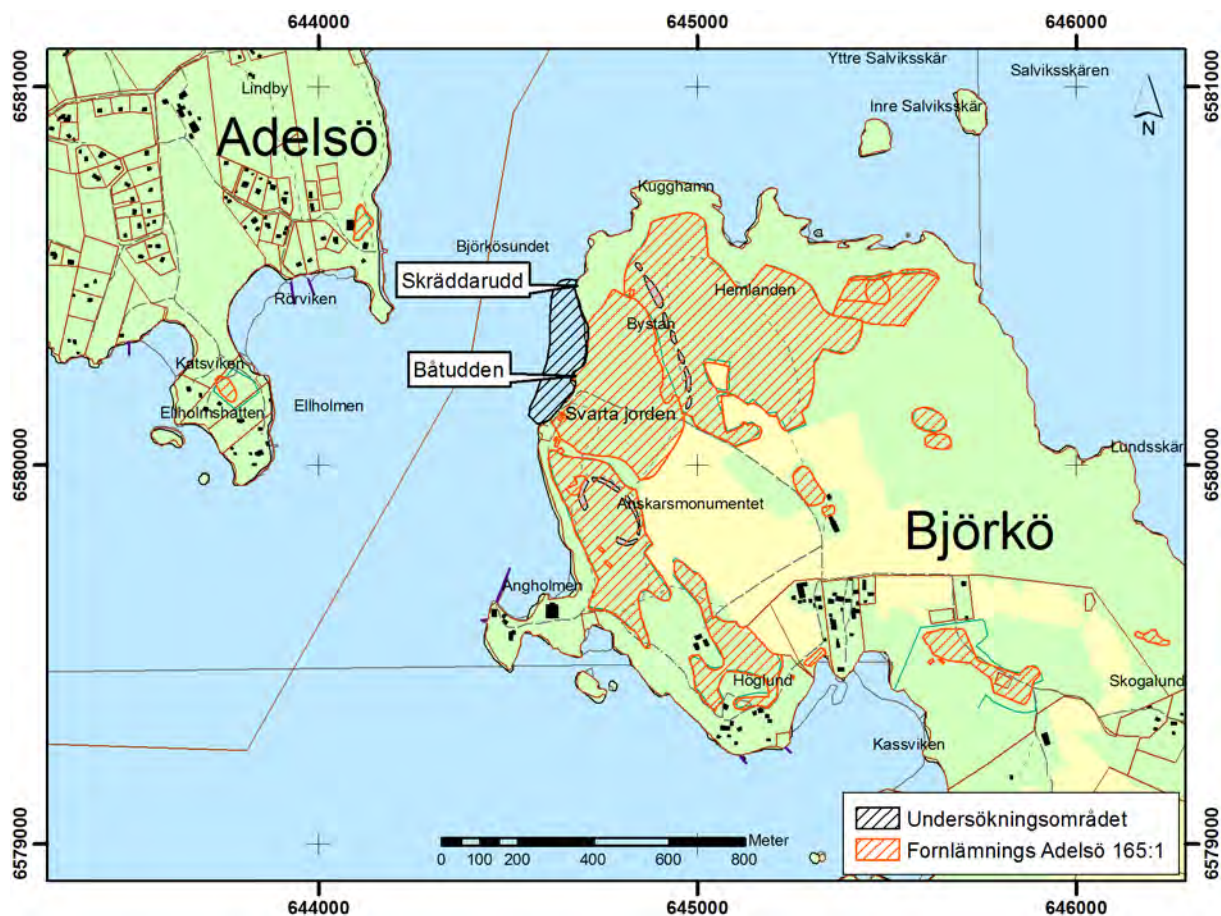 644000 645000 646000
6581000 6581000
Yttre Salviksskär
Salviksskären
Lindby
Inre Salviksskär
Adelsö
N
Kugghamn
Björkösundet
Skräddarudd
Hemlanden
Rörviken
Bystan
Båtudden
Katsviken
Ellholmshatten
Ellholmen
Svarta jorden
Lundsskär
6580000 6580000
Anskarsmonumentet
Björkö
Ängholmen
Höglund
Skogalund
Kassviken
Undersökningsområdet
Fornlämnings Adelsö 165:1
Meter
0 100 200 400 600 800
6579000 6579000
644000 645000 646000